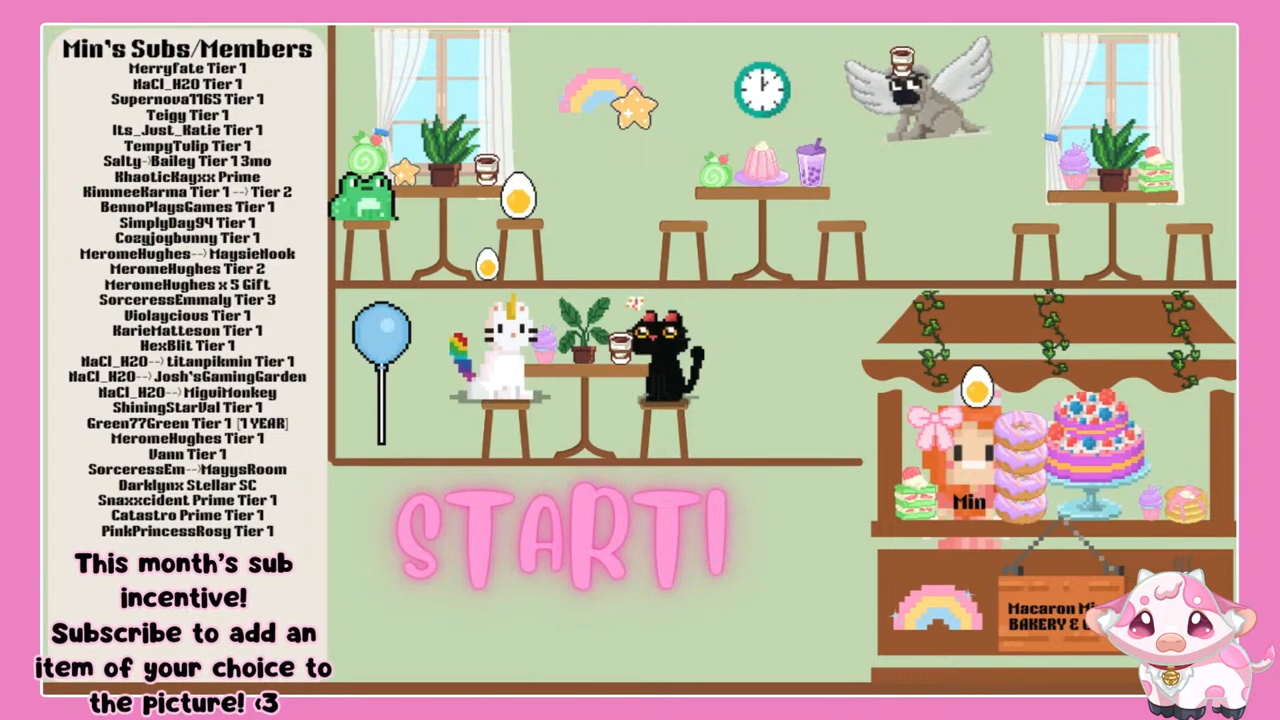 Min's Subs/Members
Merryfate Tier 1
NaCl_H2O Tier 1
Supernova1165 Tier 1
Teigy Tier 1
Its_Just_Katie Tier 1
TempyTulip Tier 1
Salty->Bailey Tier 1 3mo
KhaoticKayxx Prime
KimmeeKarma Tier 1 --> Tier 2
BennoPlaysGames Tier 1
SimplyDay94 Tier 1
Cozyjoybunny Tier 1
MeromeHughes--> MaysieHook
MeromeHughes Tier 2
MeromeHughes x 5 Gift
SorceressEmmaly Tier 3
Violaycious Tier 1
KarieMatteson Tier 1
HexBlit Tier 1
NaCl_H2O--> Litanpikmin Tier 1
NaCl_H2O--> Josh'sGamingGarden
NaCl_H2O--> MiguiMonkey
ShiningStarVal Tier 1
Green77Green Tier 1 [1 YEAR]
MeromeHughes Tier 1
Vann Tier 1
SorceressEm-->MayysRoom
Darklynx Stellar SC
Snaxxcident Prime Tier 1
Catastro Prime Tier 1
PinkPrincessRosy Tier 1
This month's sub
incentive!
Subscribe to add an
item of your choice to
the picture! <3
START!
Min
Macaron Mi
BAKERY & C